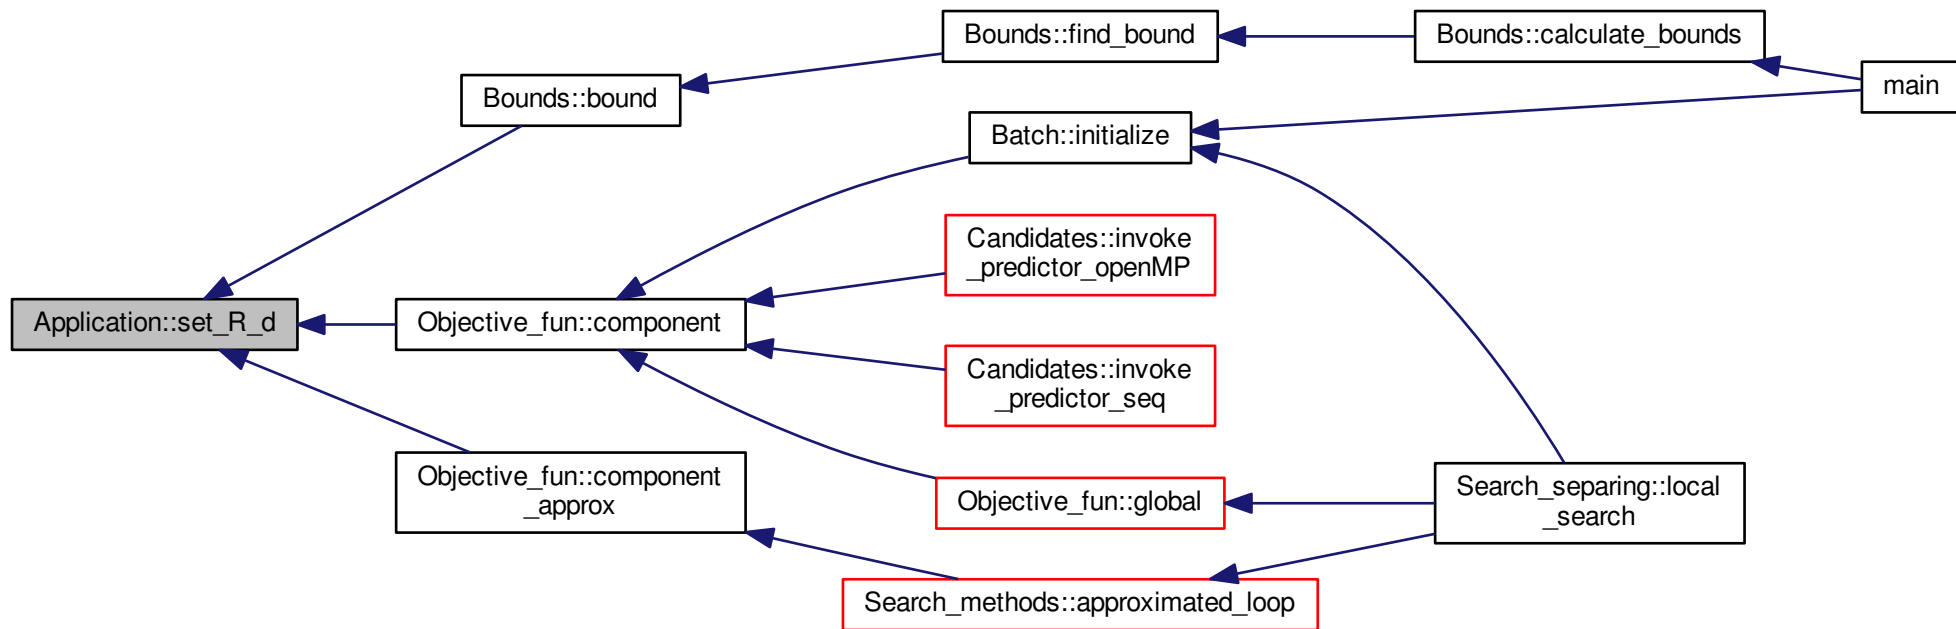 Bounds::find_bound
Bounds::calculate_bounds
main
Bounds::bound
Batch::initialize
Candidates::invoke
_predictor_openMP
Application::set_R_d
Objective_fun::component
Candidates::invoke
_predictor_seq
Objective_fun::component
_approx
Objective_fun::global
Search_separing::local
_search
Search_methods::approximated_loop